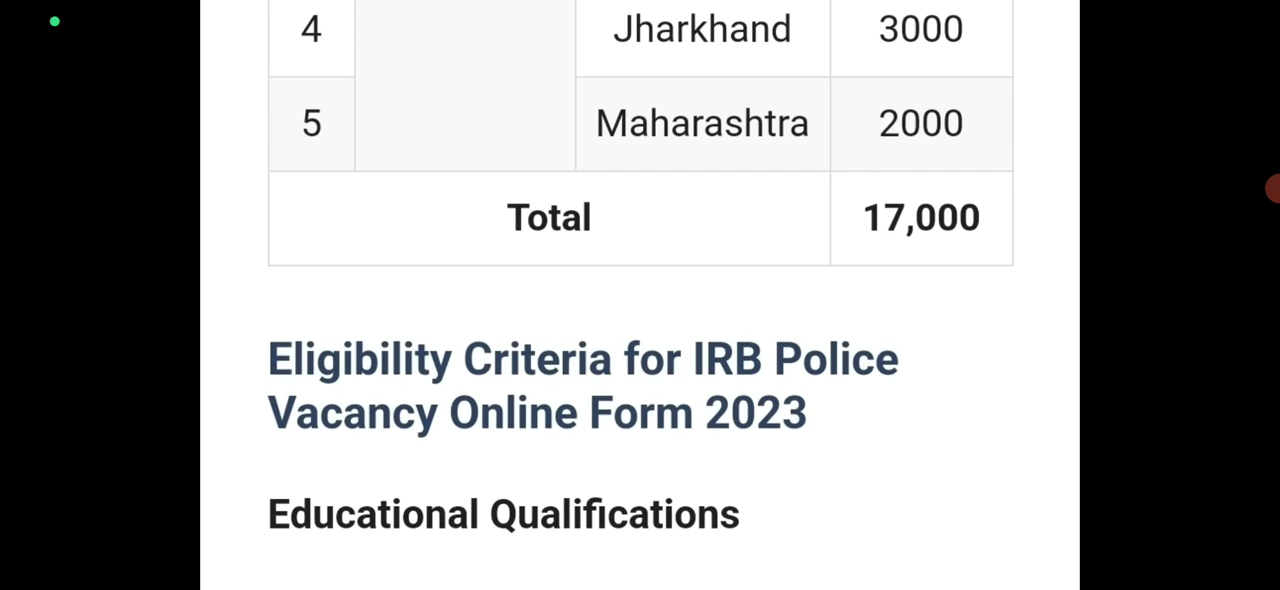 4 Jharkhand 3000
5 Maharashtra 2000
Total 17,000
Eligibility Criteria for IRB Police
Vacancy Online Form 2023
Educational Qualifications